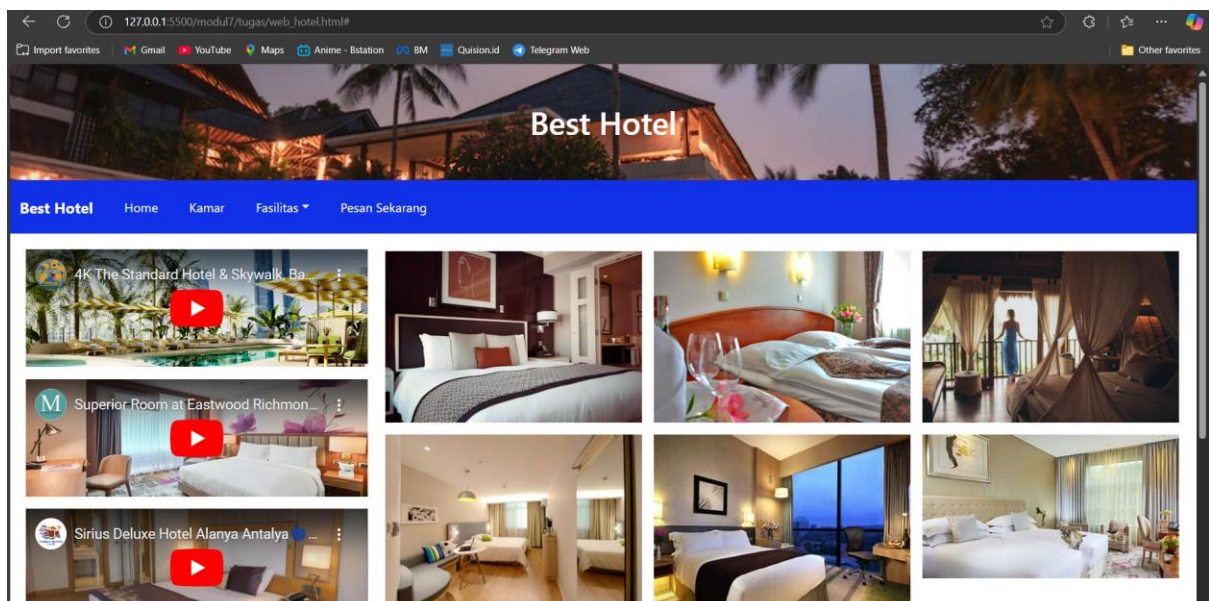 127.0.0.1:5500/modul7/tugas/web_hotel.html#
Import favorites Gmail YouTube Maps Anime - Bstation BM Quision.id Telegram Web Other favorites
Best Hotel
Best Hotel Home Kamar Fasilitas Pesan Sekarang
4K The Standard Hotel & Skywalk, Ba...
M Superior Room at Eastwood Richmon...
Sirius Deluxe Hotel Alanya Antalya ...